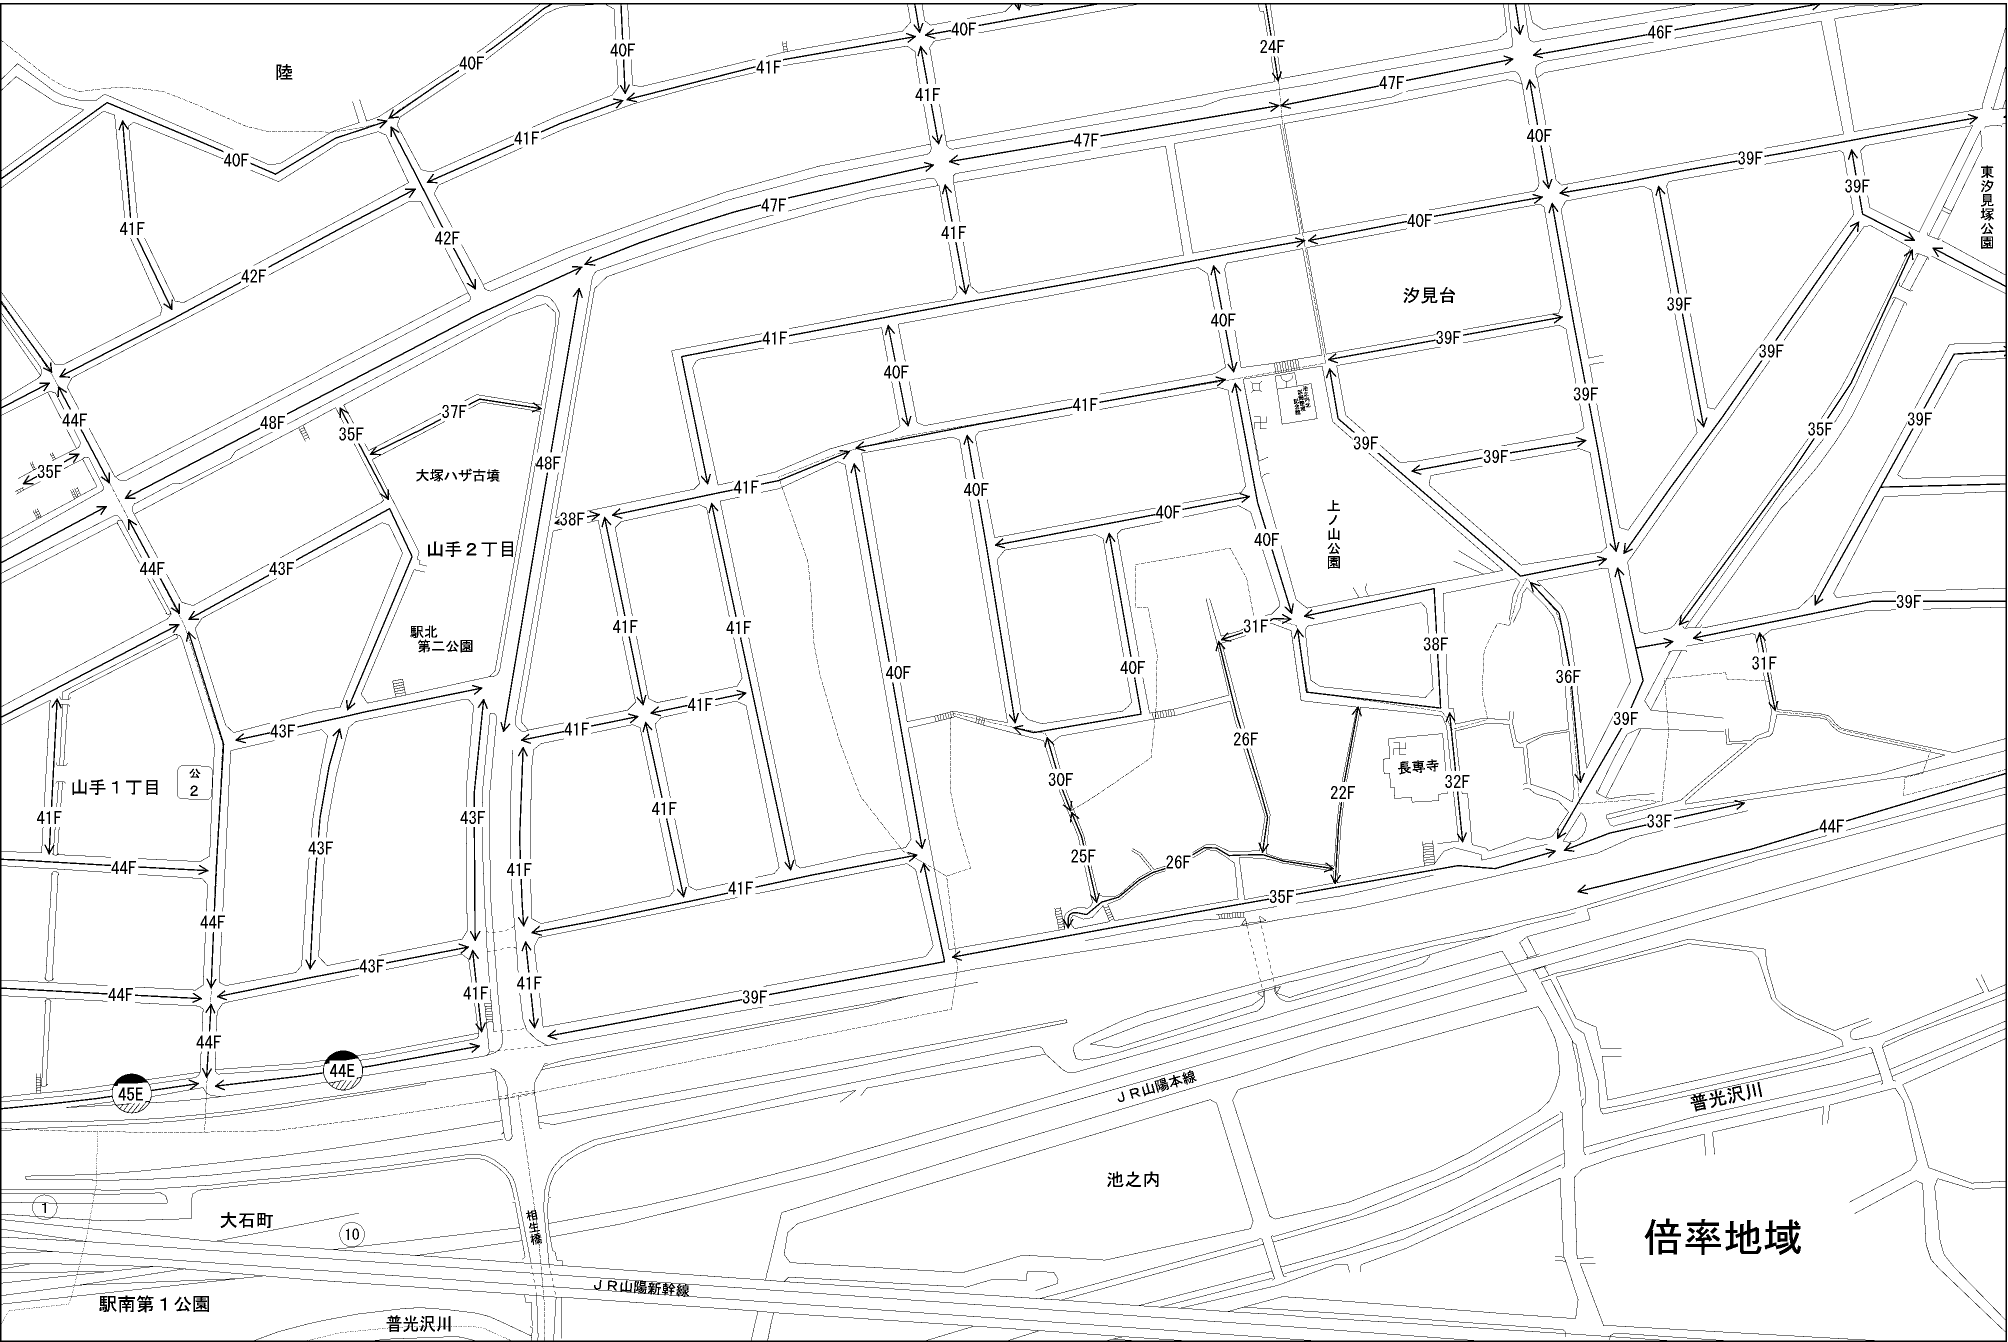 40F
40F
24F
46F
陸
40F
41F
47F
41F
41F
40F
47F
39F
40F
東汐見塚公園
39F
41F
42F
47F
41F
40F
42F
汐見台
39F
40F
41F
39F
39F
40F
39F
37F
41F
39F
39F
44F
48F
35F
35F
39F
48F
39F
35F
大塚ハザ古墳
41F
40F
上ノ山公園
38F
40F
40F
山手2丁目
44F
43F
39F
駅北
第二公園
41F
41F
31F
38F
40F
40F
31F
36F
41F
39F
43F
41F
26F
長専寺
公
2
山手1丁目
30F
32F
22F
41F
43F
43F
41F
33F
44F
25F
26F
44F
41F
41F
35F
44F
43F
44F
41F
41F
39F
44F
44E
45E
JR山陽本線
普光沢川
池之内
1
大石町
10
相生橋
倍率地域
JR山陽新幹線
駅南第1公園
普光沢川